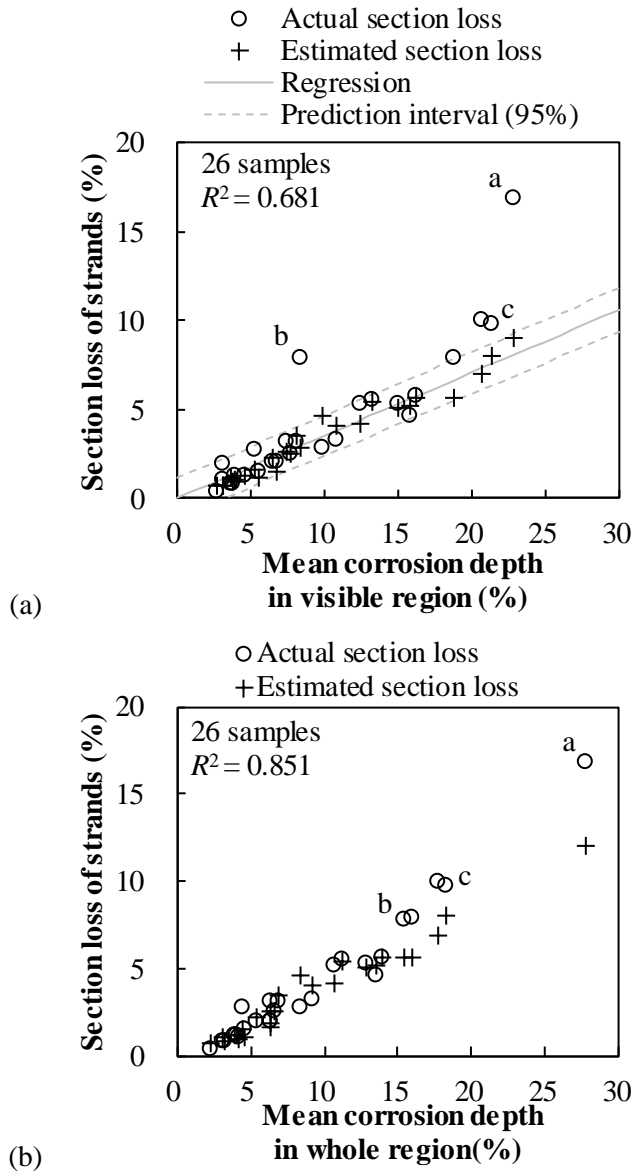 Actual section loss
Estimated section loss
Regression
Prediction interval (95%)
20
26 samples
R² = 0.681
a
15
10
c
b
5
0
0 5 10 15 20 25 30
Section loss of strands (%)
Mean corrosion depth
in visible region (%)
(a)
Actual section loss
Estimated section loss
20
26 samples
R² = 0.851
a
15
10
c
b
5
0
0 5 10 15 20 25 30
Section loss of strands (%)
Mean corrosion depth
in whole region(%)
(b)